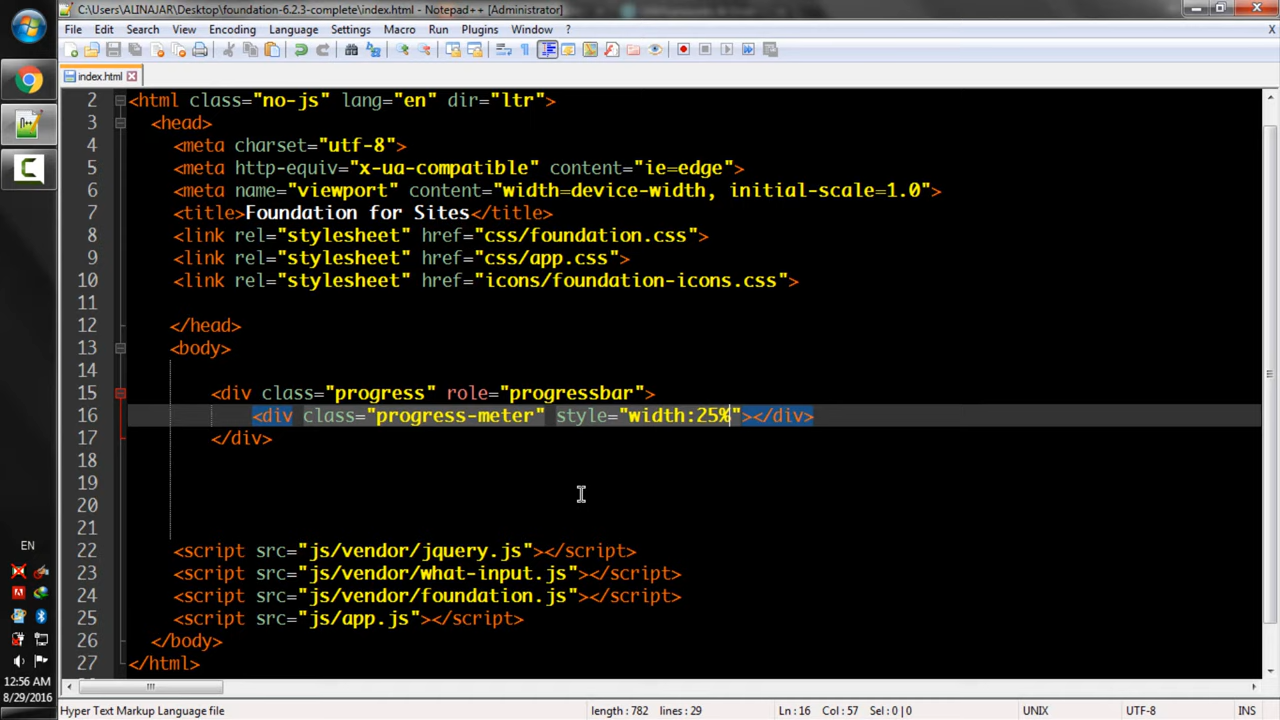 C:\Users\ALINAJAR\Desktop\foundation-6.2.3-complete\index.html - Notepad++ [Administrator]
File Edit Search View Encoding Language Settings Macro Run Plugins Window ? X
index.html
2 <html class="no-js" lang="en" dir="ltr">
3 <head>
4 <meta charset="utf-8">
5 <meta http-equiv="x-ua-compatible" content="ie=edge">
6 <meta name="viewport" content="width=device-width, initial-scale=1.0">
7 <title>Foundation for Sites</title>
8 <link rel="stylesheet" href="css/foundation.css">
9 <link rel="stylesheet" href="css/app.css">
10 <link rel="stylesheet" href="icons/foundation-icons.css">
11
12 </head>
13 <body>
14
15 <div class="progress" role="progressbar">
16 <div class="progress-meter" style="width:25%"></div>
17 </div>
18
19
20
21
22 <script src="js/vendor/jquery.js"></script>
23 <script src="js/vendor/what-input.js"></script>
24 <script src="js/vendor/foundation.js"></script>
25 <script src="js/app.js"></script>
26 </body>
27 </html>
EN
12:56 AM
8/29/2016
Hyper Text Markup Language file length : 782 lines : 29 Ln : 16 Col : 57 Sel : 0 | 0 UNIX UTF-8 INS